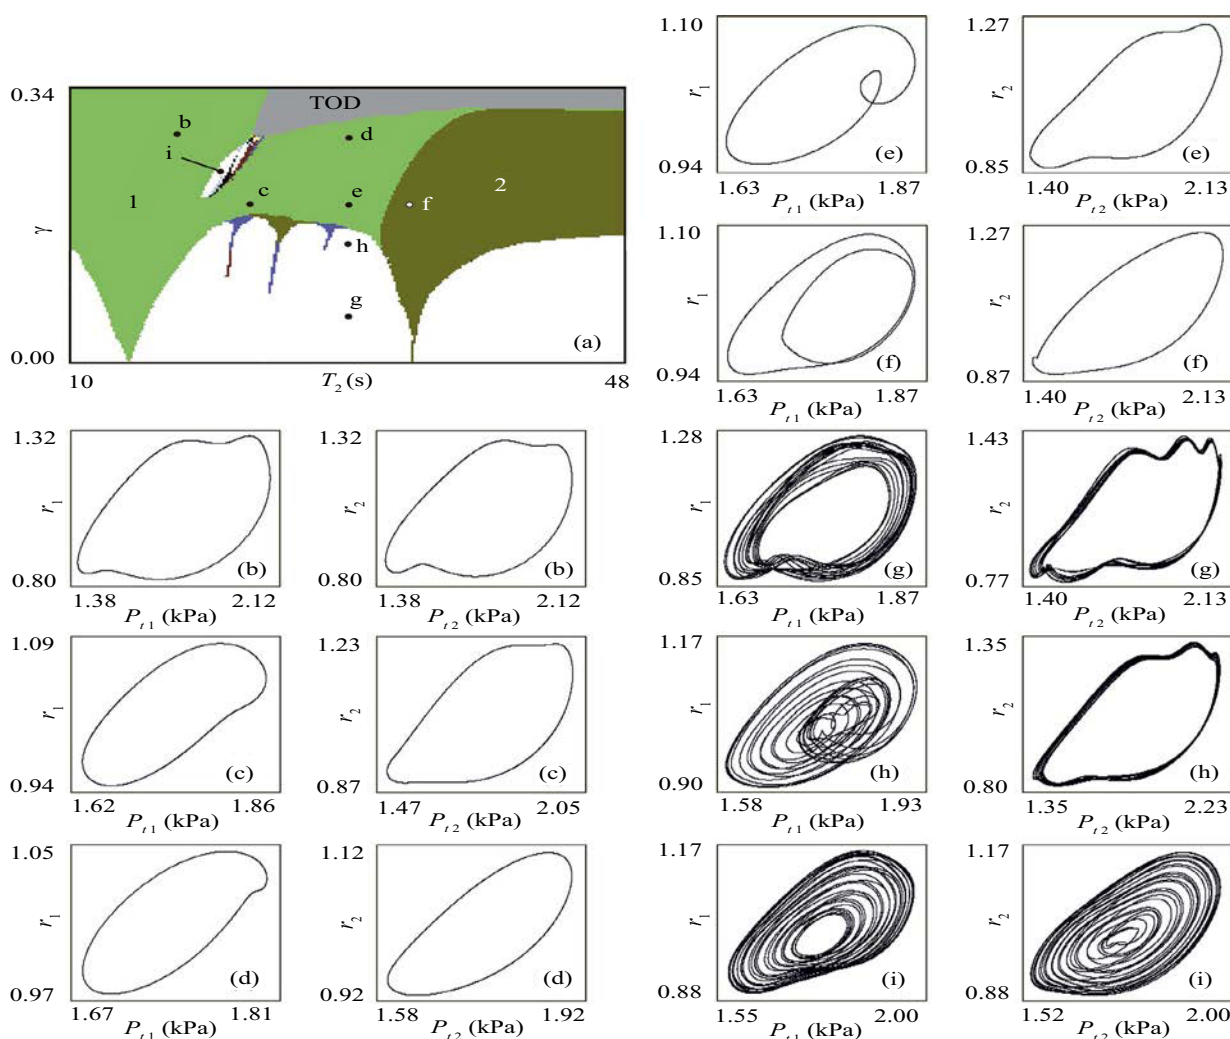 0.34
γ
0.00
TOD
b
i
d
1
c
e
f
2
h
g
(a)
10
T2 (s)
48
1.10
r1
0.94
(e)
1.63
1.87
Pt1 (kPa)
1.27
r2
0.85
(e)
1.40
2.13
Pt2 (kPa)
1.10
r1
0.94
(f)
1.63
1.87
Pt1 (kPa)
1.27
r2
0.87
(f)
1.40
2.13
Pt2 (kPa)
1.32
r1
0.80
(b)
1.38
2.12
Pt1 (kPa)
1.32
r2
0.80
(b)
1.38
2.12
Pt2 (kPa)
1.28
r1
0.85
(g)
1.63
1.87
Pt1 (kPa)
1.43
r2
0.77
(g)
1.40
2.13
Pt2 (kPa)
1.09
r1
0.94
(c)
1.62
1.86
Pt1 (kPa)
1.23
r2
0.87
(c)
1.47
2.05
Pt2 (kPa)
1.17
r1
0.90
(h)
1.58
1.93
Pt1 (kPa)
1.35
r2
0.80
(h)
1.35
2.23
Pt2 (kPa)
1.05
r1
0.97
(d)
1.67
1.81
Pt1 (kPa)
1.12
r2
0.92
(d)
1.58
1.92
Pt2 (kPa)
1.17
r1
0.88
(i)
1.55
2.00
Pt1 (kPa)
1.17
r2
0.88
(i)
1.52
2.00
Pt2 (kPa)